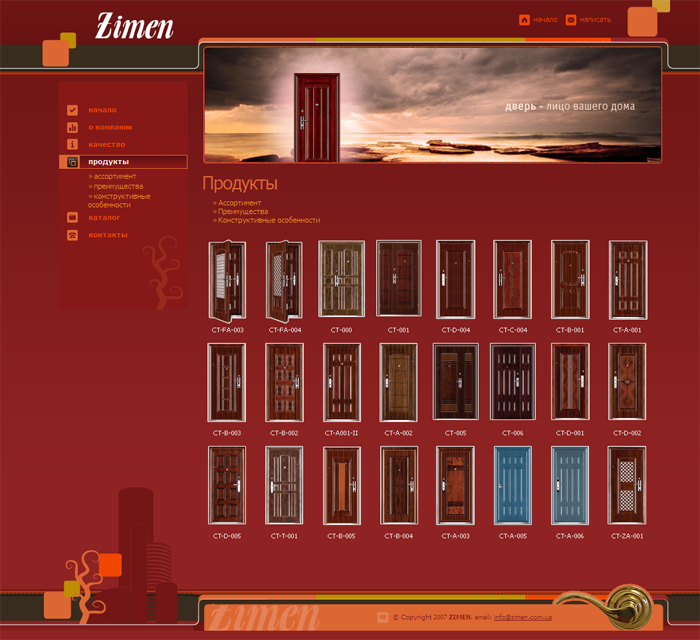 Zimen
начало
написать
дверь - лицо вашего дома
начало
о компании
качество
продукты
» ассортимент
» преимущества
» конструктивные
особенности
каталог
контакты
Продукты
» Ассортимент
» Преимущества
» Конструктивные особенности
CT-FA-003 CT-FA-004 CT-000 CT-001 CT-D-004 CT-C-004 CT-B-001 CT-A-001
CT-B-003 CT-B-002 CT-A001-II CT-A-002 CT-005 CT-006 CT-D-001 CT-D-002
CT-D-005 CT-T-001 CT-B-005 CT-B-004 CT-A-003 CT-A-005 CT-A-006 CT-ZA-001
Zimen
© Copyright 2007 ZIMEN. email: info@zimen.com.ua